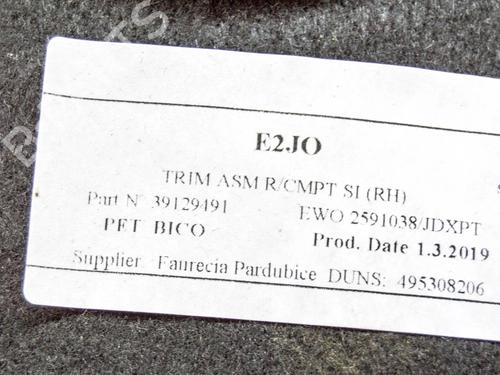 E2JO
TRIM ASM R/CMPT SI (RH)
Part N° 39129491 EWO 2591038/JDXPT
PET BICO Prod. Date 1.3.2019
Supplier: Faurecia Pardubice DUNS: 495308206